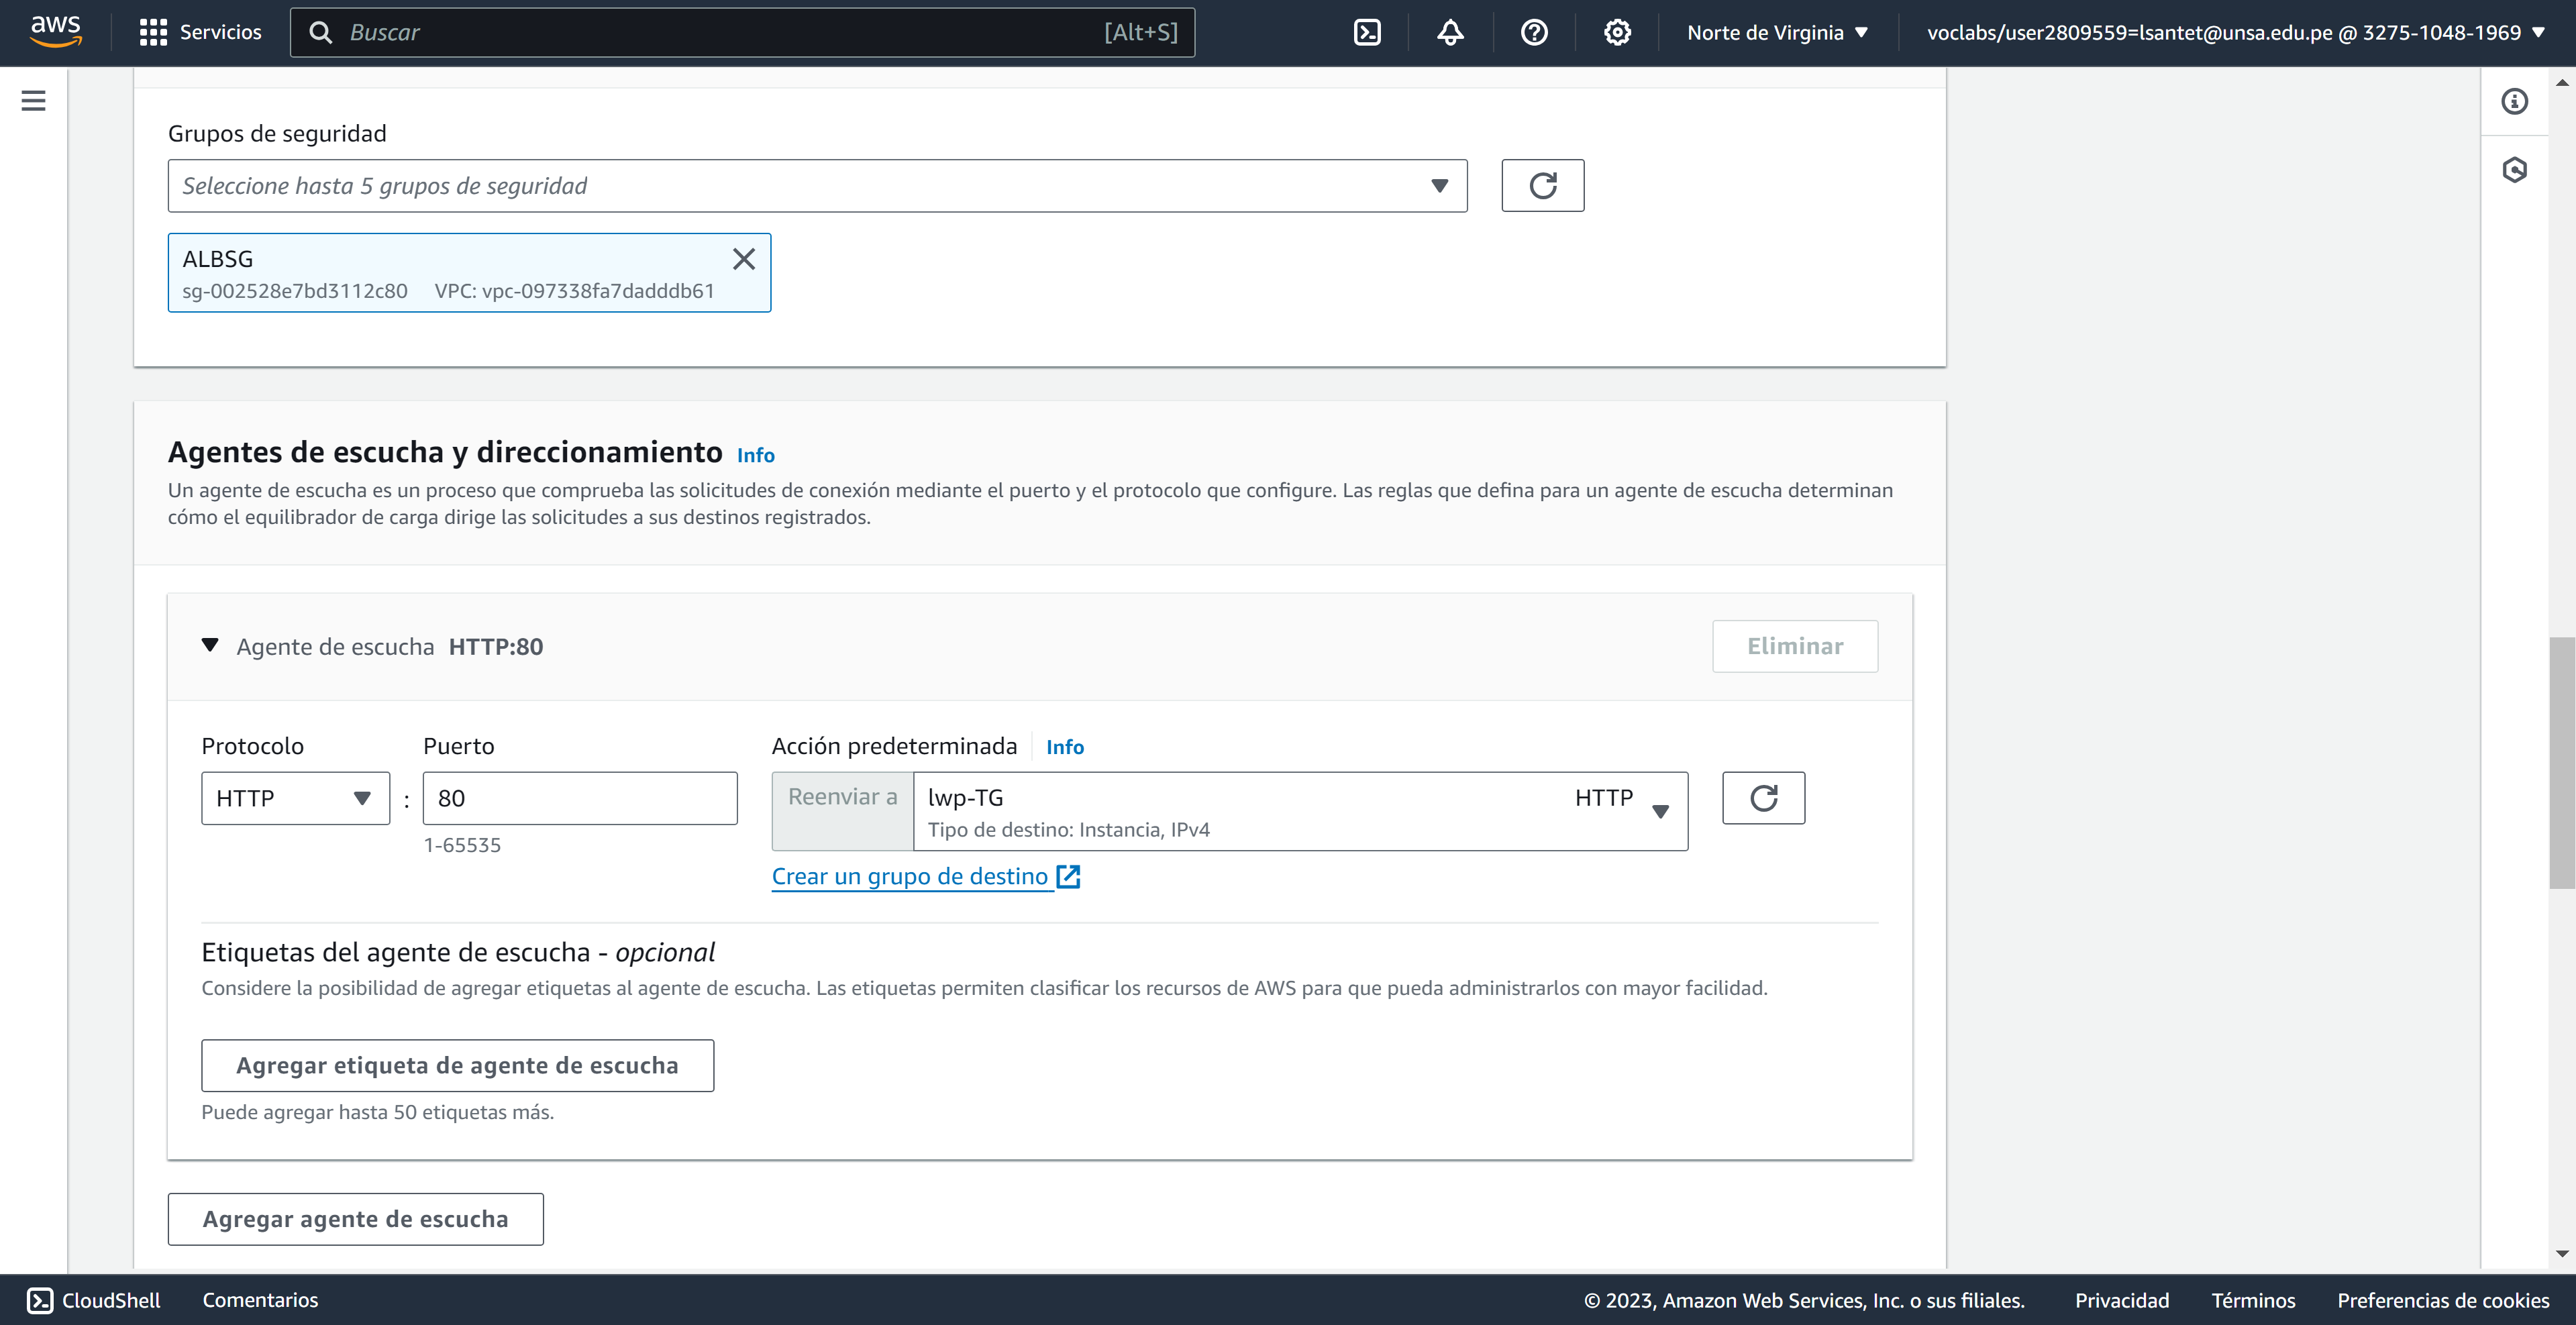 aws
Servicios
Buscar
[Alt+S]
Norte de Virginia
voclabs/user2809559=lsantet@unsa.edu.pe @ 3275-1048-1969
Grupos de seguridad
Seleccione hasta 5 grupos de seguridad
ALBSG
sg-002528e7bd3112c80 VPC: vpc-097338fa7dadddb61
Agentes de escucha y direccionamiento Info
Un agente de escucha es un proceso que comprueba las solicitudes de conexión mediante el puerto y el protocolo que configure. Las reglas que defina para un agente de escucha determinan
cómo el equilibrador de carga dirige las solicitudes a sus destinos registrados.
Agente de escucha HTTP:80
Eliminar
Protocolo
Puerto
Acción predeterminada
Info
HTTP
:
80
1-65535
Reenviar a
lwp-TG
HTTP
Tipo de destino: Instancia, IPv4
Crear un grupo de destino
Etiquetas del agente de escucha - opcional
Considere la posibilidad de agregar etiquetas al agente de escucha. Las etiquetas permiten clasificar los recursos de AWS para que pueda administrarlos con mayor facilidad.
Agregar etiqueta de agente de escucha
Puede agregar hasta 50 etiquetas más.
Agregar agente de escucha
CloudShell
Comentarios
© 2023, Amazon Web Services, Inc. o sus filiales.
Privacidad
Términos
Preferencias de cookies